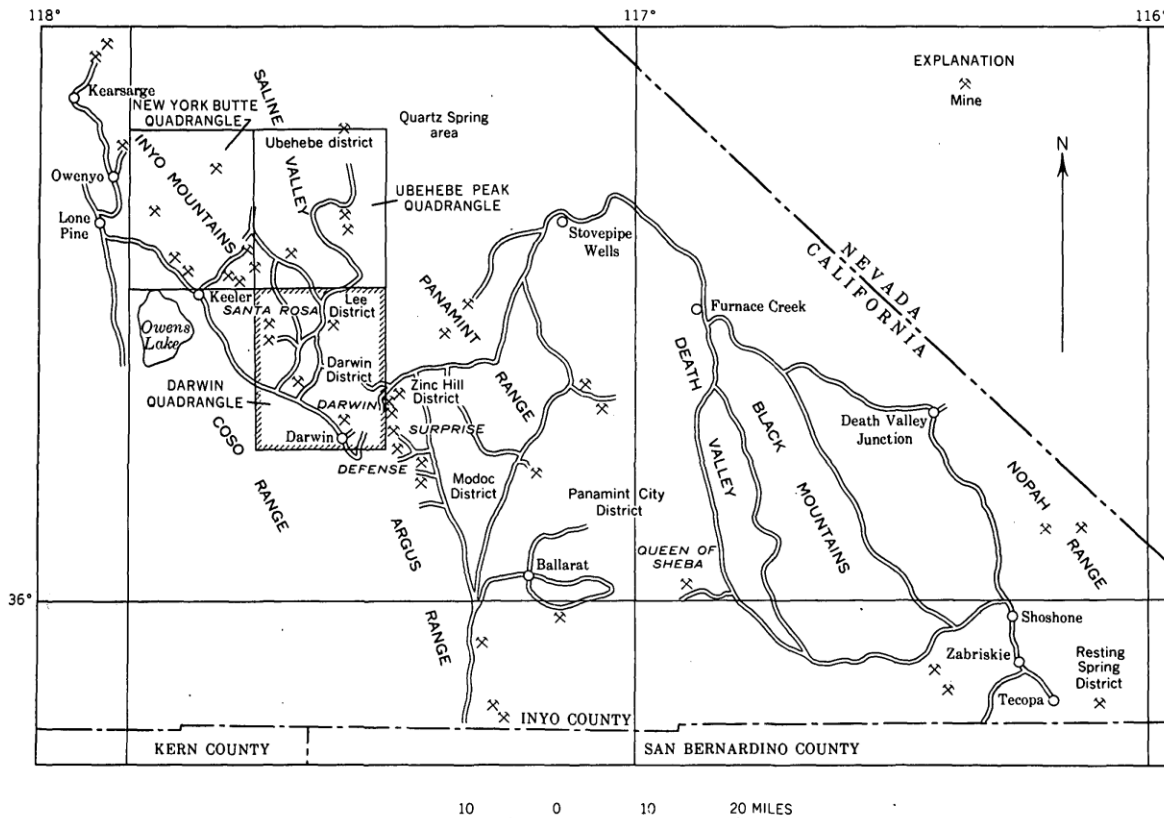 118°
117°
116°
EXPLANATION
Mine
Kearsarge
NEW YORK BUTTE
QUADRANGLE
SALINE
VALLEY
Quartz Spring
area
Ubehebe district
INYO MOUNTAINS
Owenyo
UBEHEBE PEAK
QUADRANGLE
Lone
Pine
N
Stovepipe
Wells
NEVADA
CALIFORNIA
Keeler
SANTA ROSA
Lee
District
PANAMINT
RANGE
Furnace Creek
Owens
Lake
DEATH
VALLEY
Darwin
District
Zinc Hill
District
DARWIN
QUADRANGLE
DARWIN
BLACK
MOUNTAINS
Death Valley
Junction
COSO
RANGE
Darwin
SURPRISE
DEFENSE
Modoc
District
Panamint City
District
NOPAH
RANGE
ARGUS
RANGE
QUEEN OF
SHEBA
Ballarat
36°
Shoshone
Zabriskie
Resting
Spring
District
Tecopa
INYO COUNTY
KERN COUNTY
SAN BERNARDINO COUNTY
10 0 10 20 MILES